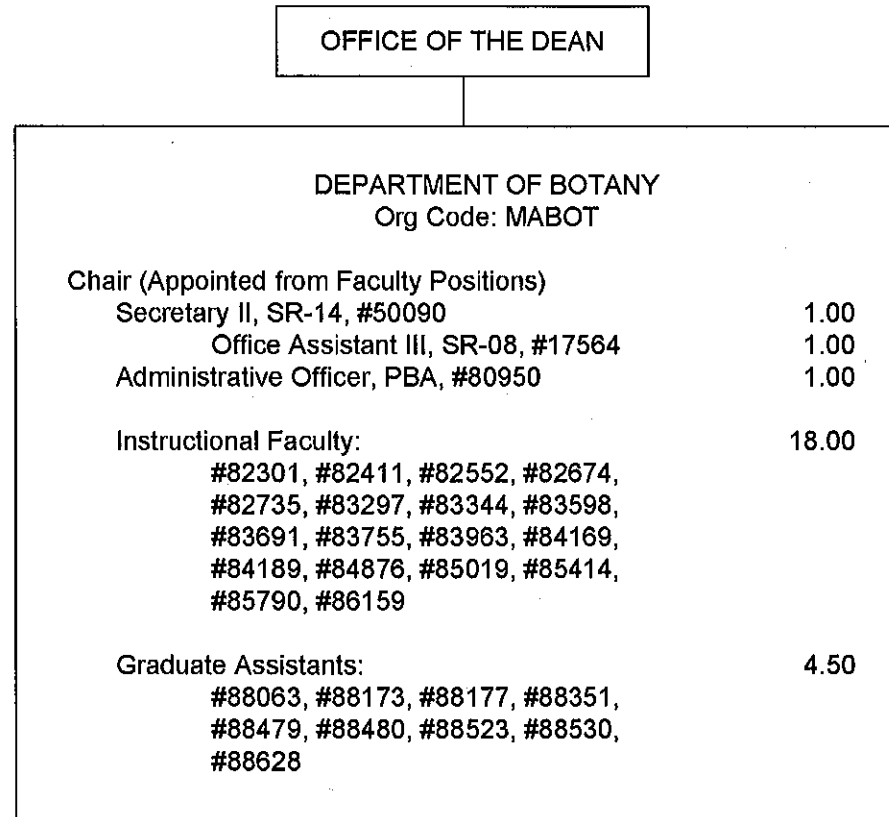 OFFICE OF THE DEAN
DEPARTMENT OF BOTANY
Org Code: MABOT
Chair (Appointed from Faculty Positions)
Secretary II, SR-14, #50090 1.00
Office Assistant III, SR-08, #17564 1.00
Administrative Officer, PBA, #80950 1.00
Instructional Faculty: 18.00
#82301, #82411, #82552, #82674,
#82735, #83297, #83344, #83598,
#83691, #83755, #83963, #84169,
#84189, #84876, #85019, #85414,
#85790, #86159
Graduate Assistants: 4.50
#88063, #88173, #88177, #88351,
#88479, #88480, #88523, #88530,
#88628